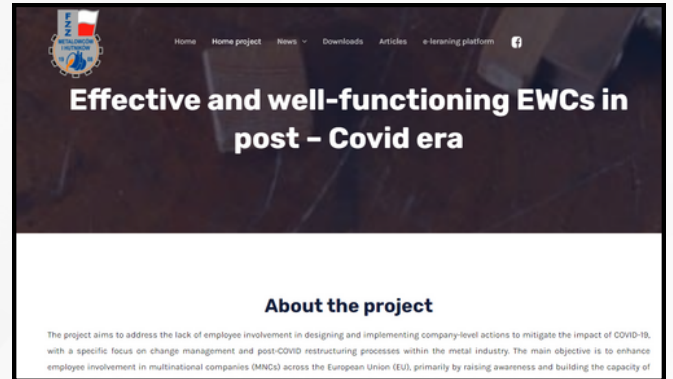 FZZ
METALOWCÓW
I HUTNIKÓW
Home Home project News Downloads Articles e-leraning platform
Effective and well-functioning EWCs in
post – Covid era
About the project
The project aims to address the lack of employee involvement in designing and implementing company-level actions to mitigate the impact of COVID-19,
with a specific focus on change management and post-COVID restructuring processes within the metal industry. The main objective is to enhance
employee involvement in multinational companies (MNCs) across the European Union (EU), primarily by raising awareness and building the capacity of